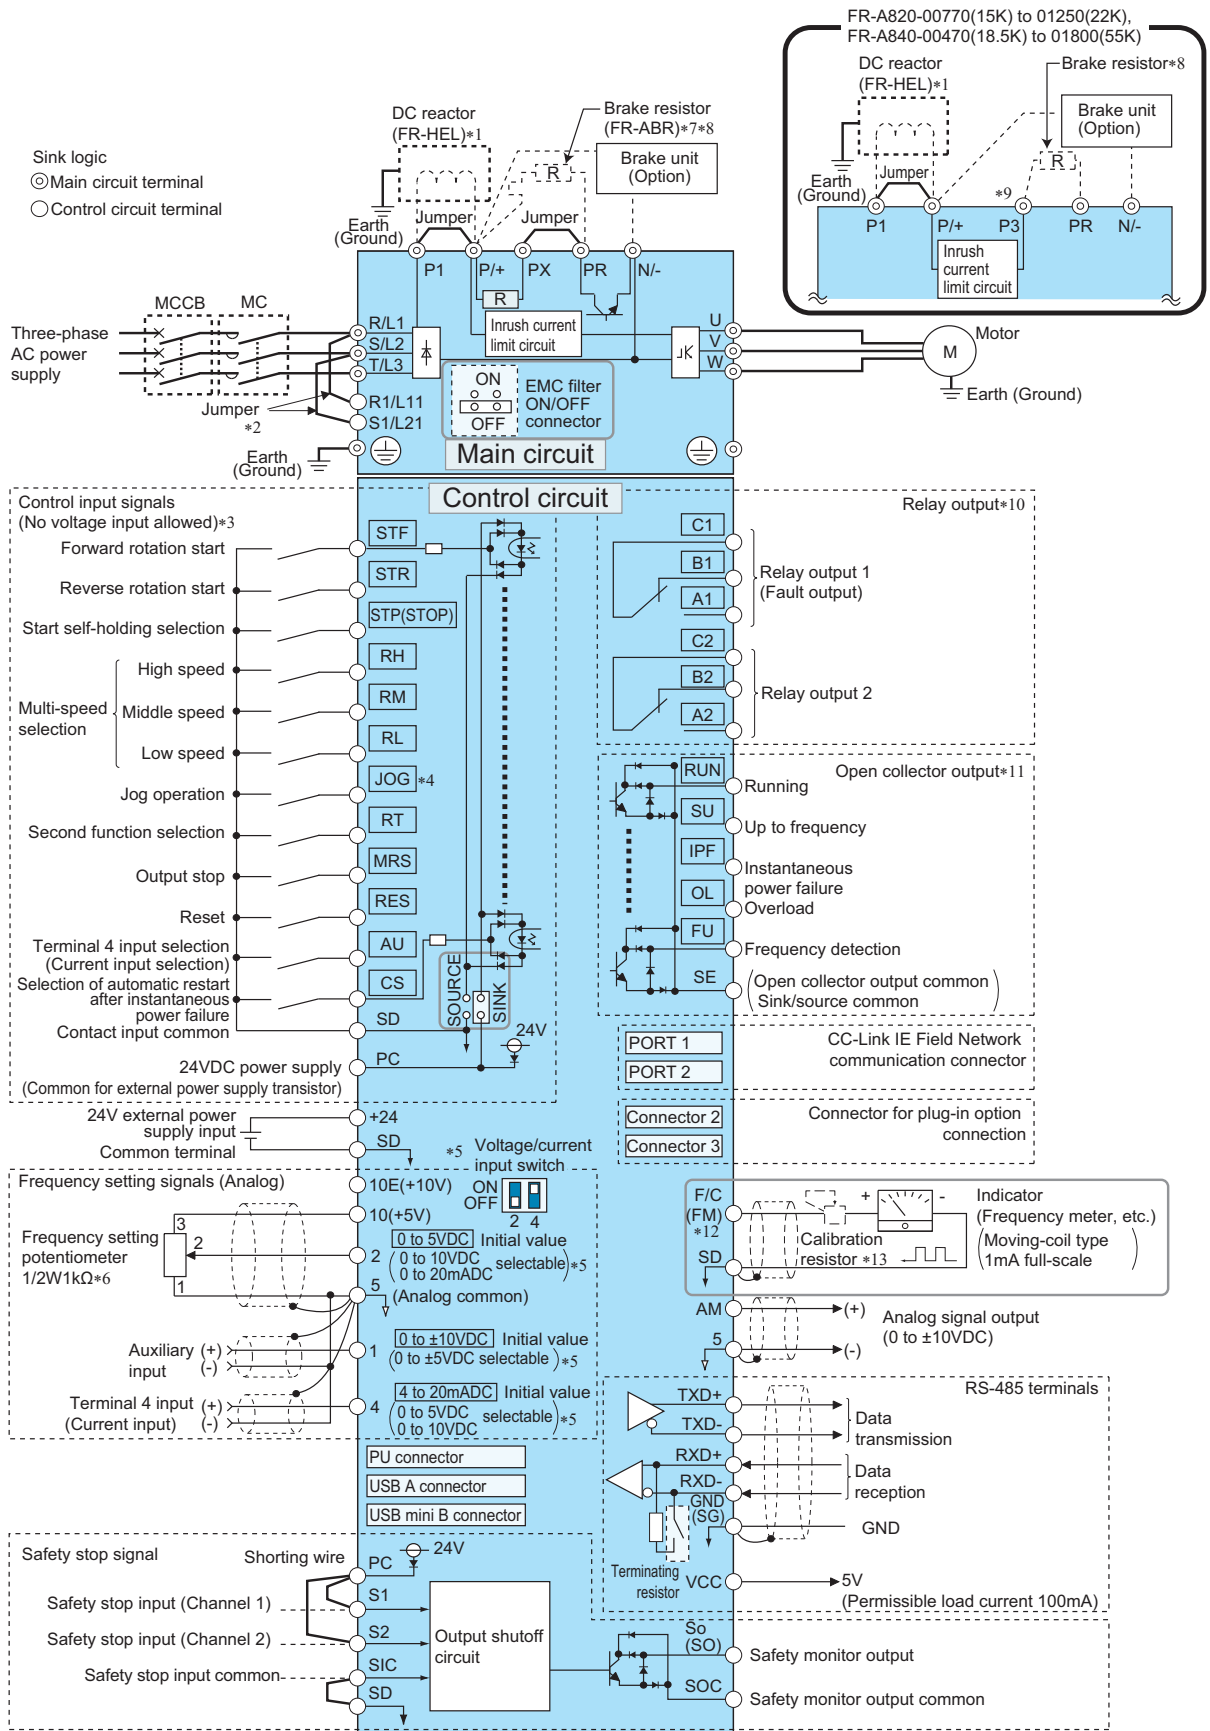 FR-A820-00770(15K) to 01250(22K),
FR-A840-00470(18.5K) to 01800(55K)
DC reactor
(FR-HEL)*1
Brake resistor*8
Brake unit
(Option)
R
Earth
(Ground)
Jumper
*9
P1
P/+
P3
PR
N/-
Inrush
current
limit circuit
Sink logic
Main circuit terminal
Control circuit terminal
DC reactor
(FR-HEL)*1
Brake resistor
(FR-ABR)*7*8
Brake unit
(Option)
R
Earth
(Ground)
Jumper
Jumper
P1
P/+
PX
PR
N/-
R
Inrush current
limit circuit
MCCB
MC
Three-phase
AC power
supply
R/L1
S/L2
T/L3
R1/L11
S1/L21
Jumper
*2
Earth
(Ground)
U
V
W
Motor
M
Earth (Ground)
ON
OFF
EMC filter
ON/OFF
connector
Main circuit
Control circuit
Control input signals
(No voltage input allowed)*3
Forward rotation start
STF
Reverse rotation start
STR
Start self-holding selection
STP(STOP)
Multi-speed
selection
High speed
RH
Middle speed
RM
Low speed
RL
Jog operation
JOG *4
Second function selection
RT
Output stop
MRS
Reset
RES
Terminal 4 input selection
(Current input selection)
AU
Selection of automatic restart
after instantaneous
power failure
CS
Contact input common
SD
SOURCE
SINK
24V
24VDC power supply
(Common for external power supply transistor)
PC
Relay output*10
C1
B1
A1
Relay output 1
(Fault output)
C2
B2
A2
Relay output 2
Open collector output*11
RUN
Running
SU
Up to frequency
IPF
Instantaneous
power failure
OL
Overload
FU
Frequency detection
SE
Open collector output common
Sink/source common
PORT 1
PORT 2
CC-Link IE Field Network
communication connector
Connector 2
Connector 3
Connector for plug-in option
connection
24V external power
supply input
Common terminal
+24
SD
*5
Voltage/current
input switch
ON
OFF
2 4
Frequency setting signals (Analog)
10E(+10V)
10(+5V)
Frequency setting
potentiometer
1/2W1kΩ*6
3
2
1
2
0 to 5VDC Initial value
(0 to 10VDC
0 to 20mADC selectable)*5
5
(Analog common)
Auxiliary
input
(+)
(-)
1
0 to ±10VDC Initial value
(0 to ±5VDC selectable)*5
Terminal 4 input
(Current input)
(+)
(-)
4
4 to 20mADC Initial value
(0 to 5VDC
0 to 10VDC selectable)*5
F/C
(FM)
*12
SD
Calibration
resistor *13
+
-
Indicator
(Frequency meter, etc.)
(Moving-coil type
1mA full-scale)
AM
(+)
5
(-)
Analog signal output
(0 to ±10VDC)
RS-485 terminals
TXD+
TXD-
Data
transmission
RXD+
RXD-
Data
reception
GND
(SG)
GND
Terminating
resistor
VCC
5V
(Permissible load current 100mA)
PU connector
USB A connector
USB mini B connector
Safety stop signal
Shorting wire
PC
24V
Safety stop input (Channel 1)
S1
Safety stop input (Channel 2)
S2
Safety stop input common
SIC
SD
Output shutoff
circuit
So
(SO)
Safety monitor output
SOC
Safety monitor output common